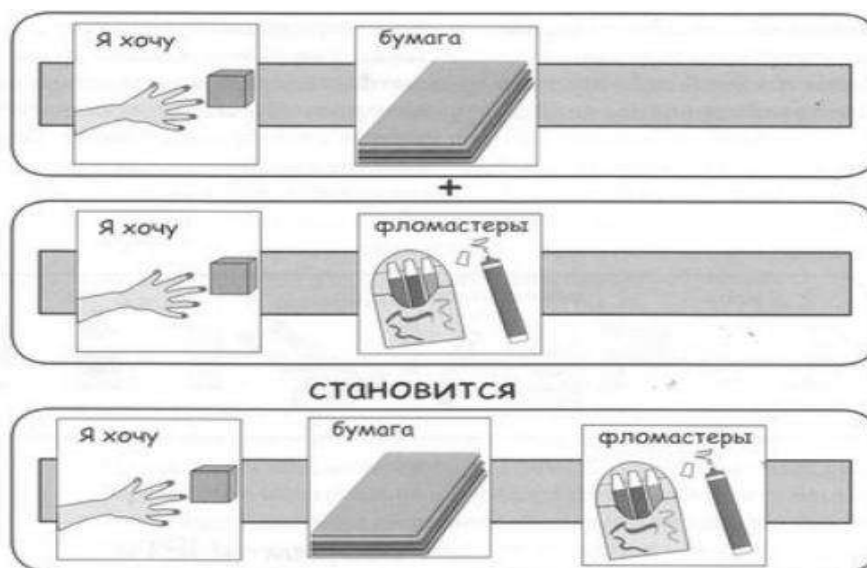 Я хочу
бумага
+
Я хочу
фломастеры
становится
Я хочу
бумага
фломастеры